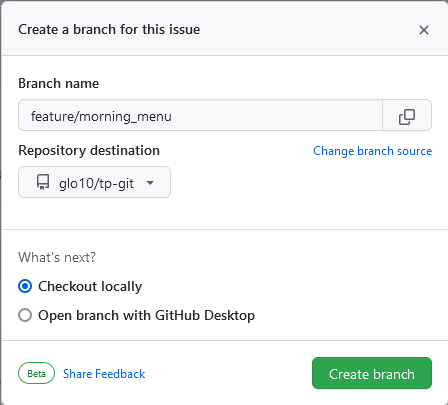 Create a branch for this issue
Branch name
feature/morning_menu
Repository destination
Change branch source
glo10/tp-git
What's next?
Checkout locally
Open branch with GitHub Desktop
Beta
Share Feedback
Create branch